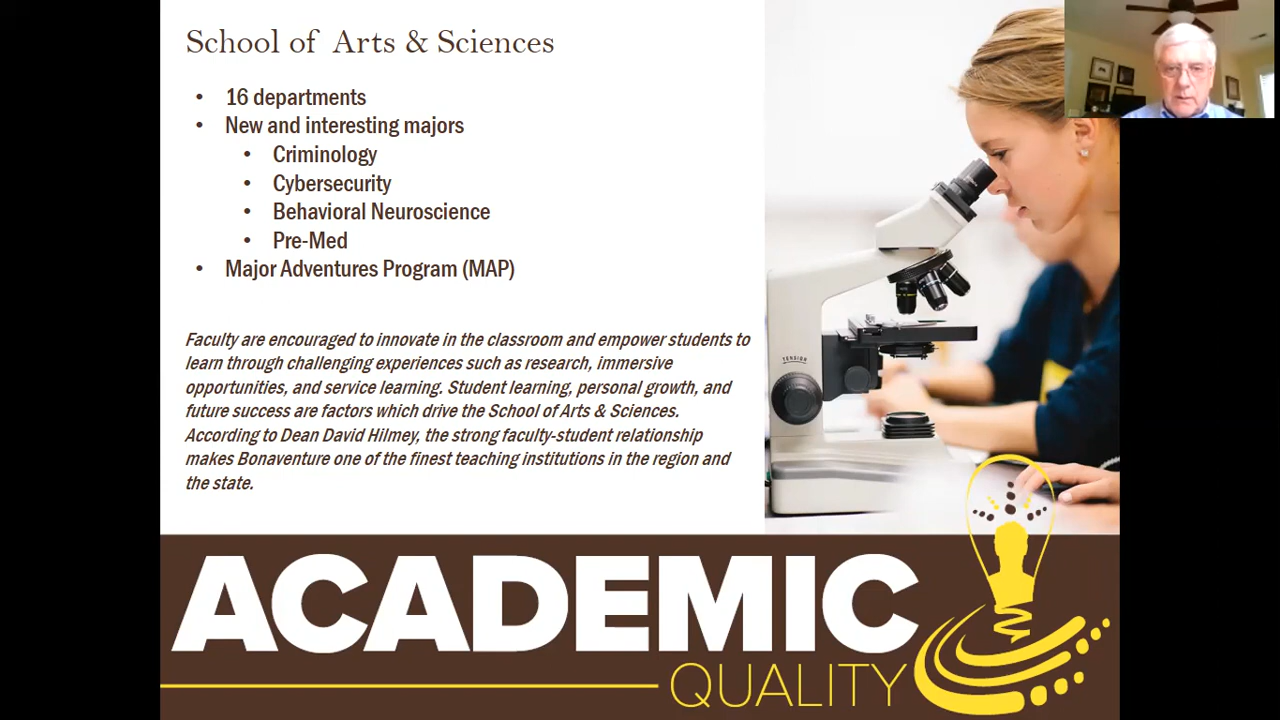 School of Arts & Sciences
• 16 departments
• New and interesting majors
• Criminology
• Cybersecurity
• Behavioral Neuroscience
• Pre-Med
• Major Adventures Program (MAP)
Faculty are encouraged to innovate in the classroom and empower students to
learn through challenging experiences such as research, immersive
opportunities, and service learning. Student learning, personal growth, and
future success are factors which drive the School of Arts & Sciences.
According to Dean David Hilmey, the strong faculty-student relationship
makes Bonaventure one of the finest teaching institutions in the region and
the state.
TENSION
ACADEMIC
QUALITY